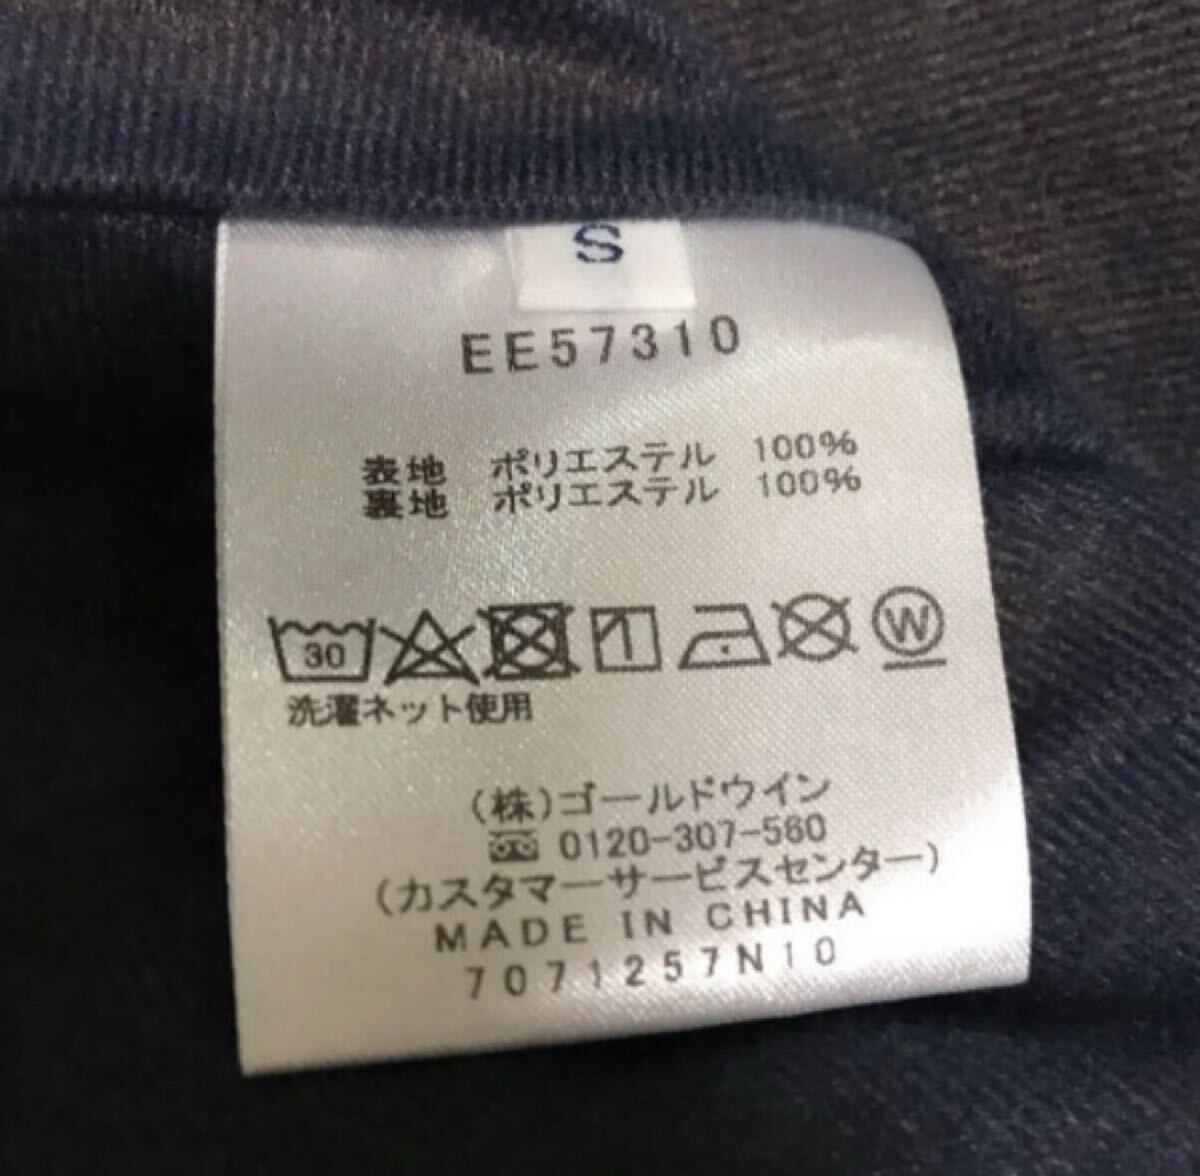 S
EE57310
表地 ポリエステル 100%
裏地 ポリエステル 100%
30
洗濯ネット使用
W
(株)ゴールドウイン
0120-307-560
(カスタマーサービスセンター)
MADE IN CHINA
7071257N10